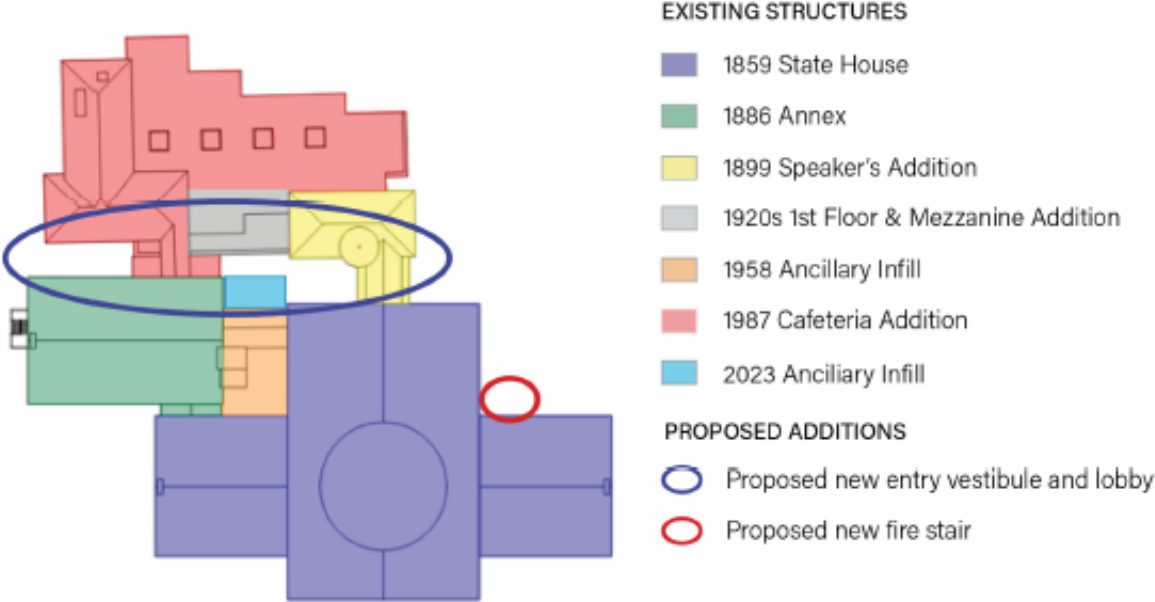 EXISTING STRUCTURES
1859 State House
1886 Annex
1899 Speaker's Addition
1920s 1st Floor & Mezzanine Addition
1958 Ancillary Infill
1987 Cafeteria Addition
2023 Anciliary Infill
PROPOSED ADDITIONS
Proposed new entry vestibule and lobby
Proposed new fire stair